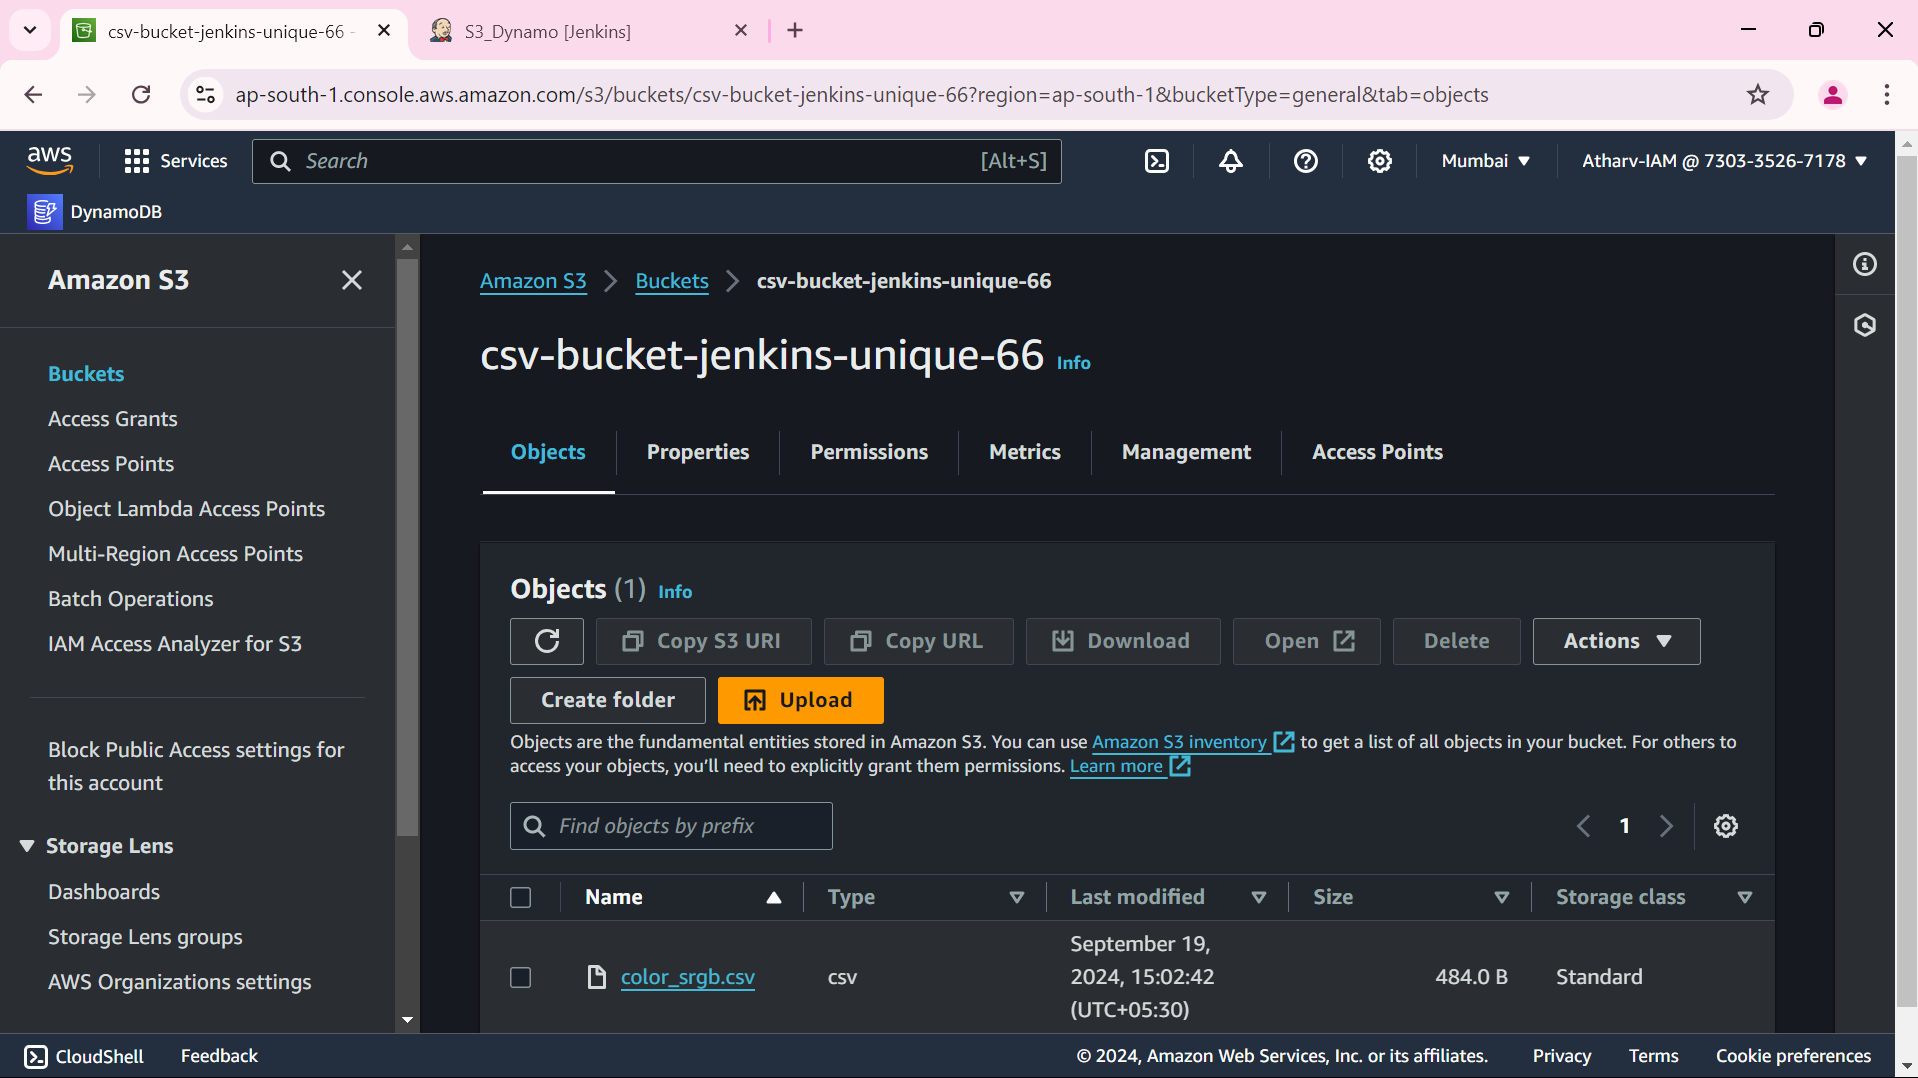 csv-bucket-jenkins-unique-66 -
S3_Dynamo [Jenkins]
ap-south-1.console.aws.amazon.com/s3/buckets/csv-bucket-jenkins-unique-66?region=ap-south-1&bucketType=general&tab=objects
aws
Services
Search
[Alt+S]
Mumbai
Atharv-IAM @ 7303-3526-7178
DynamoDB
Amazon S3
Buckets
Access Grants
Access Points
Object Lambda Access Points
Multi-Region Access Points
Batch Operations
IAM Access Analyzer for S3
Block Public Access settings for
this account
Storage Lens
Dashboards
Storage Lens groups
AWS Organizations settings
Amazon S3 > Buckets > csv-bucket-jenkins-unique-66
csv-bucket-jenkins-unique-66 Info
Objects
Properties
Permissions
Metrics
Management
Access Points
Objects (1) Info
Copy S3 URI
Copy URL
Download
Open
Delete
Actions
Create folder
Upload
Objects are the fundamental entities stored in Amazon S3. You can use Amazon S3 inventory to get a list of all objects in your bucket. For others to
access your objects, you'll need to explicitly grant them permissions. Learn more
Find objects by prefix
1
Name
Type
Last modified
Size
Storage class
color_srgb.csv
csv
September 19,
2024, 15:02:42
(UTC+05:30)
484.0 B
Standard
CloudShell
Feedback
© 2024, Amazon Web Services, Inc. or its affiliates.
Privacy
Terms
Cookie preferences